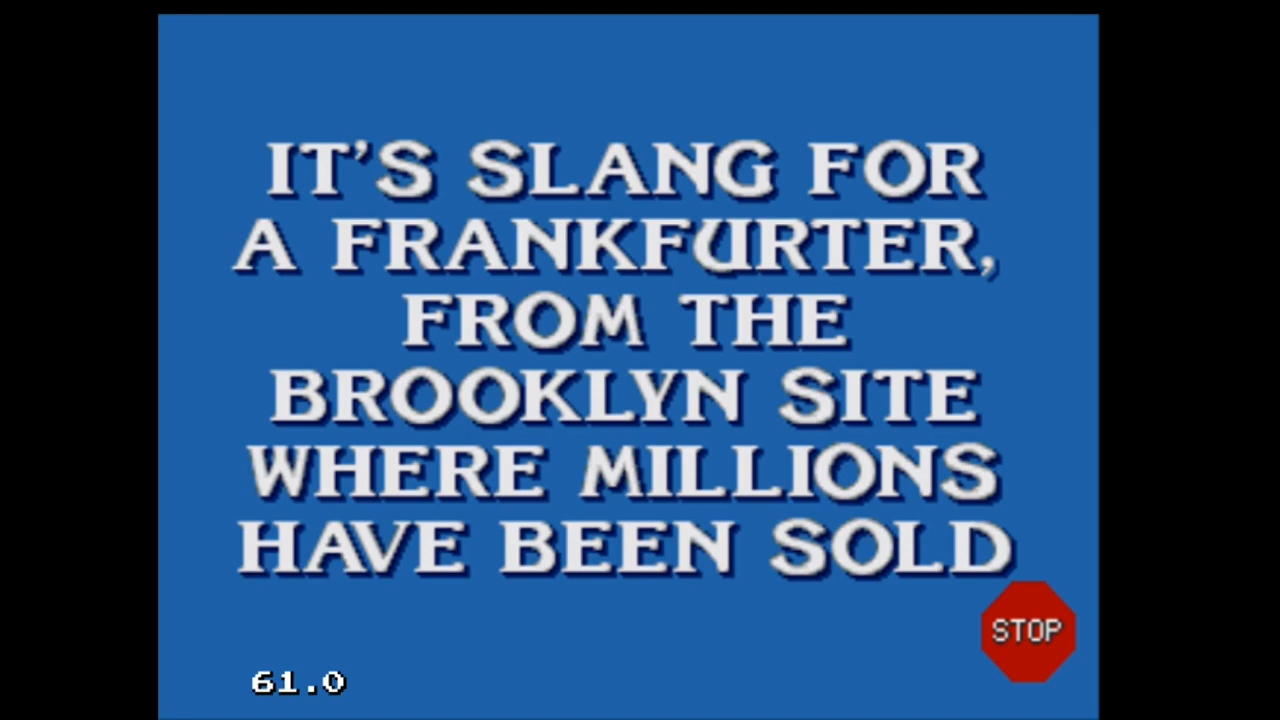 IT'S SLANG FOR
A FRANKFURTER,
FROM THE
BROOKLYN SITE
WHERE MILLIONS
HAVE BEEN SOLD
STOP
61.0